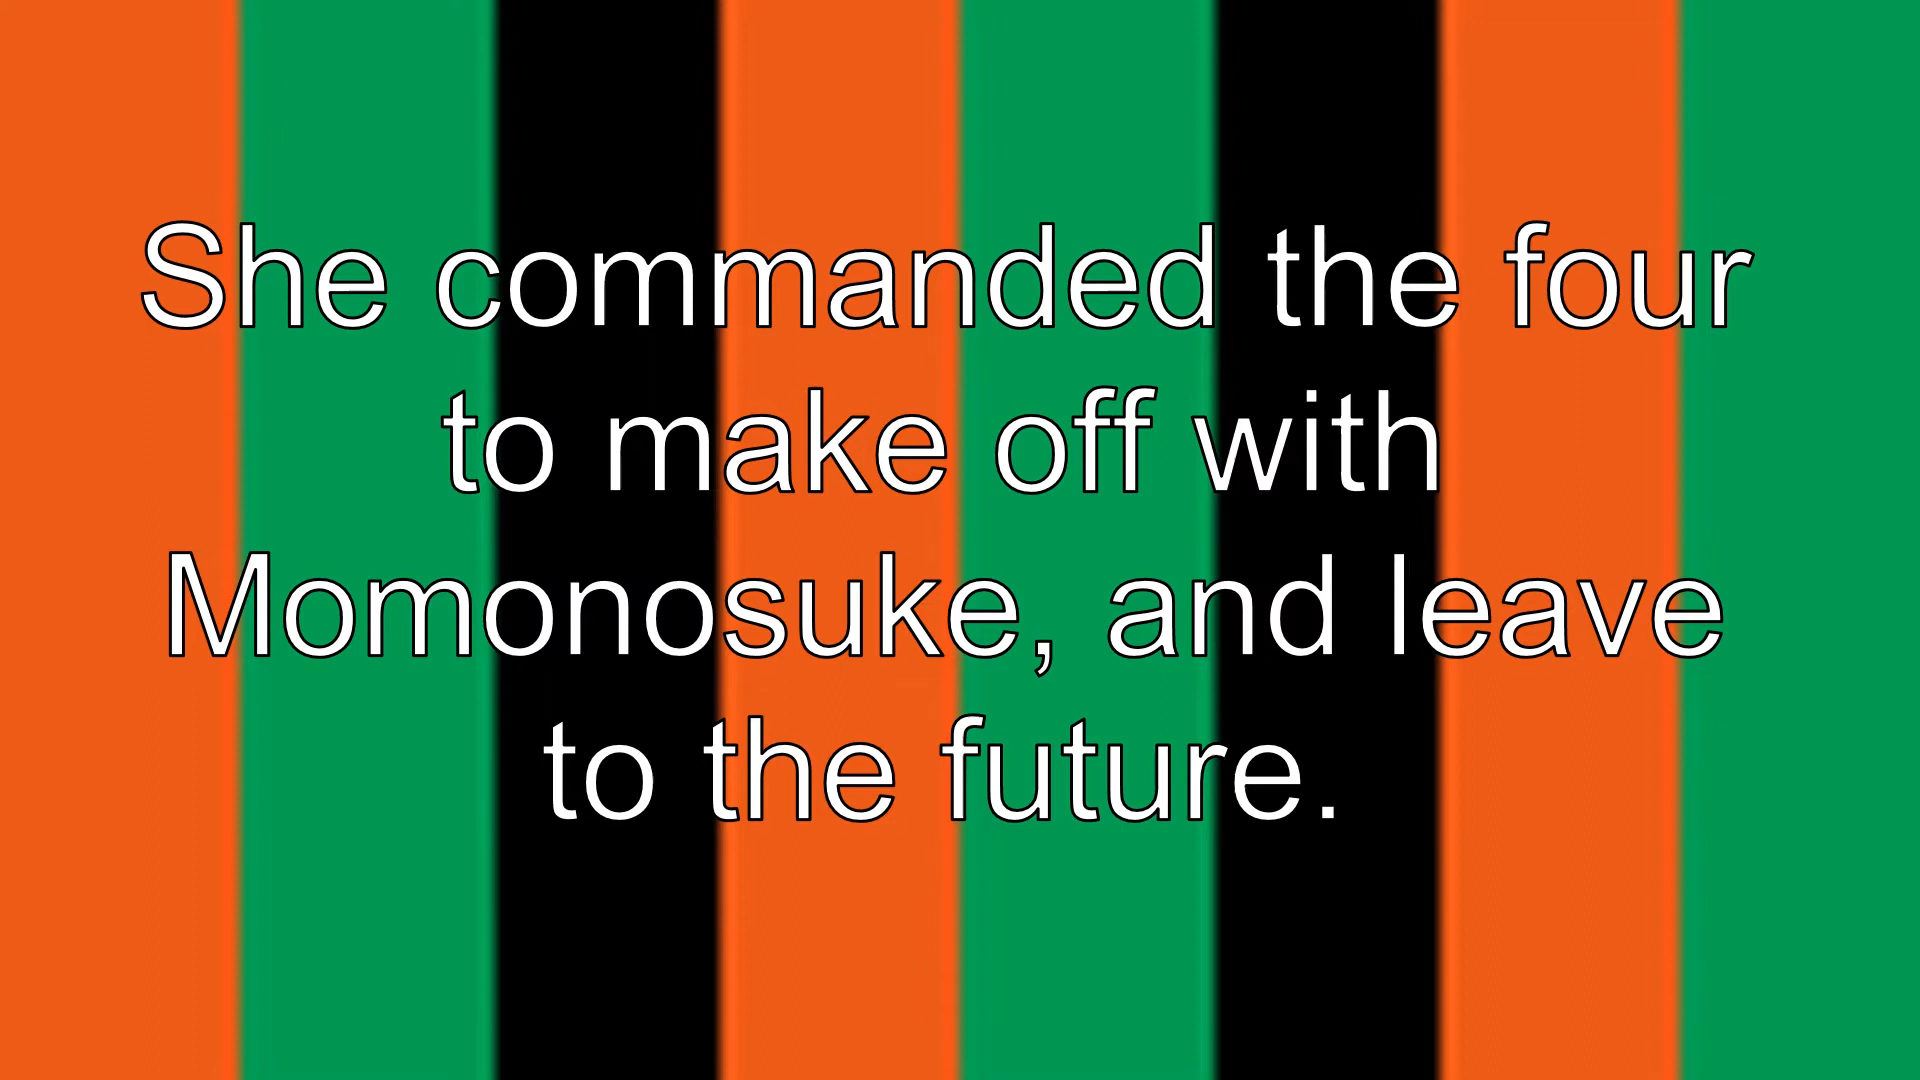 She commanded the four
to make off with
Momonosuke, and leave
to the future.